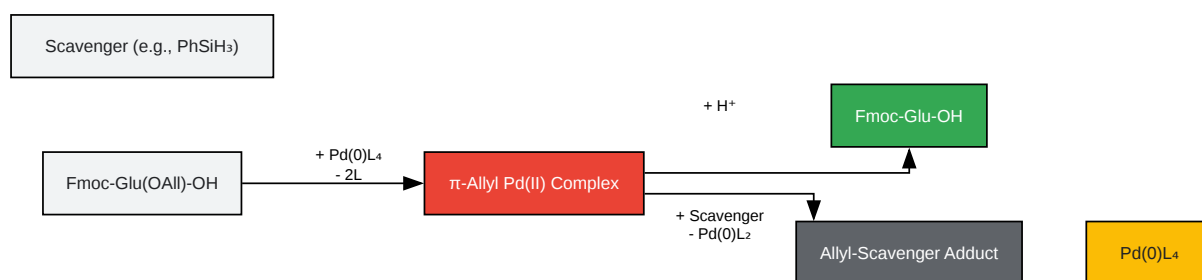 Scavenger (e.g., PhSiH₃)
+ H⁺
Fmoc-Glu-OH
+ Pd(0)L₄
- 2L
Fmoc-Glu(OAll)-OH
π-Allyl Pd(II) Complex
+ Scavenger
- Pd(0)L₂
Allyl-Scavenger Adduct
Pd(0)L₄